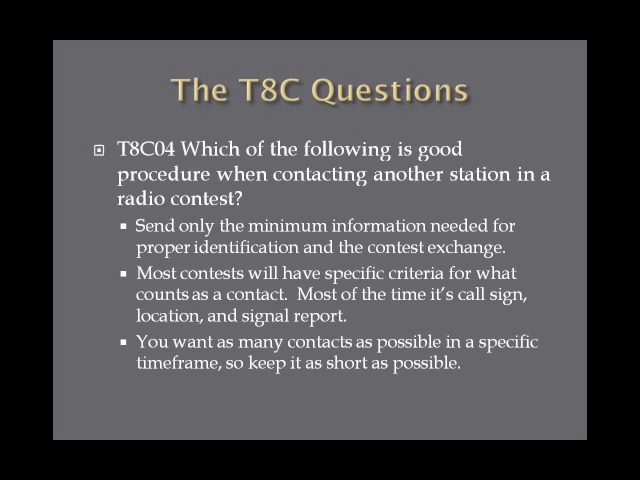 The T8C Questions
T8C04 Which of the following is good
procedure when contacting another station in a
radio contest?
Send only the minimum information needed for
proper identification and the contest exchange.
Most contests will have specific criteria for what
counts as a contact.  Most of the time it's call sign,
location, and signal report.
You want as many contacts as possible in a specific
timeframe, so keep it as short as possible.